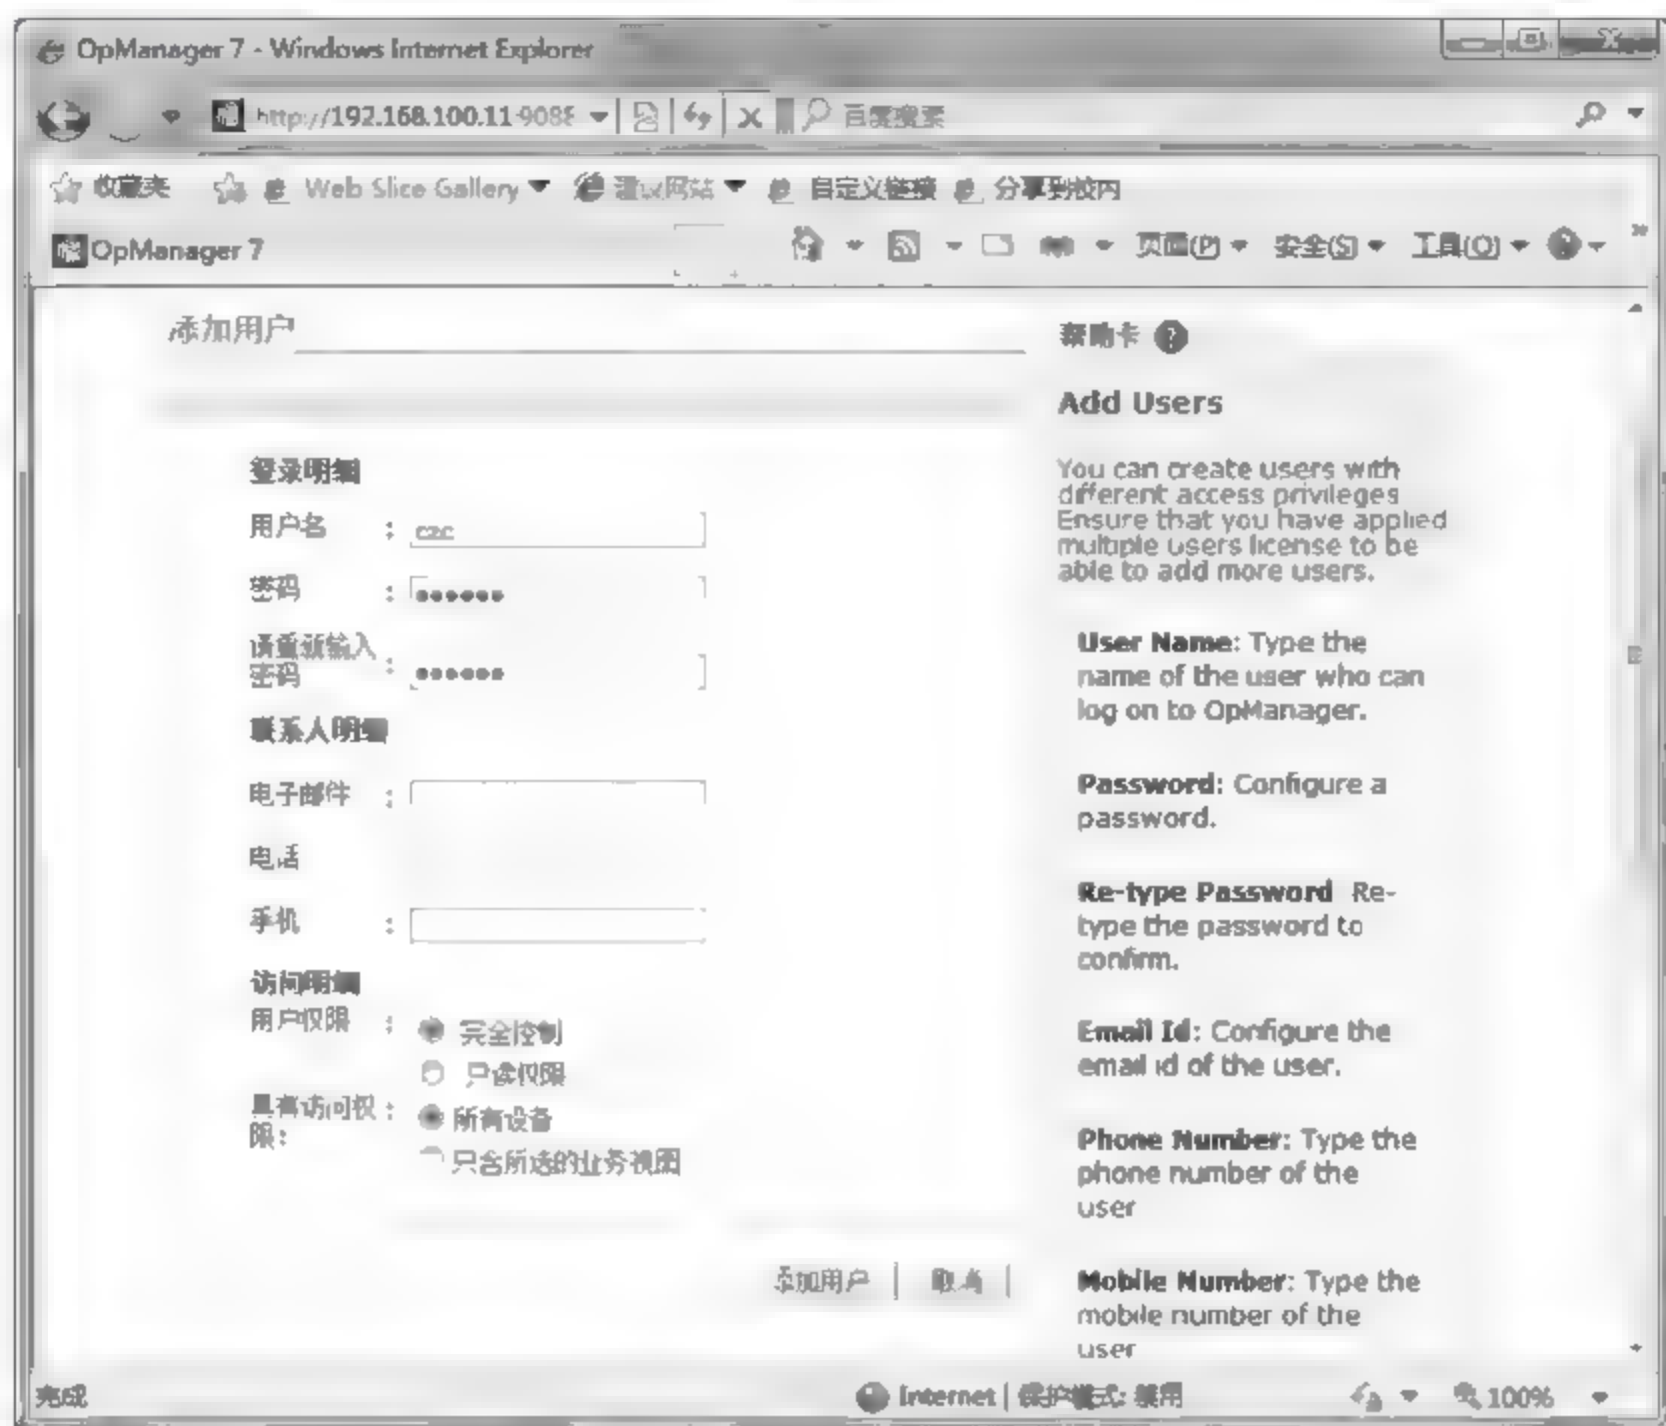 OpManager 7 - Windows Internet Explorer
http://192.168.100.11:9088 百度搜索
收藏夹 Web Slice Gallery 建议网站 自定义链接 分享到校内
OpManager 7 页面(P) 安全(S) 工具(O)
添加用户
登录明细
用户名 : czc
密码 : ••••••
请重新输入
密码 : ••••••
联系人明细
电子邮件 :
电话
手机 :
访问明细
用户权限 : 完全控制
只读权限
具有访问权 : 所有设备
限:
只含所选的业务视图
添加用户 取消
帮助卡 ?
Add Users
You can create users with
different access privileges
Ensure that you have applied
multiple users license to be
able to add more users.
User Name: Type the
name of the user who can
log on to OpManager.
Password: Configure a
password.
Re-type Password Re-
type the password to
confirm.
Email Id: Configure the
email id of the user.
Phone Number: Type the
phone number of the
user
Mobile Number: Type the
mobile number of the
user
完成 Internet | 保护模式: 禁用 100%